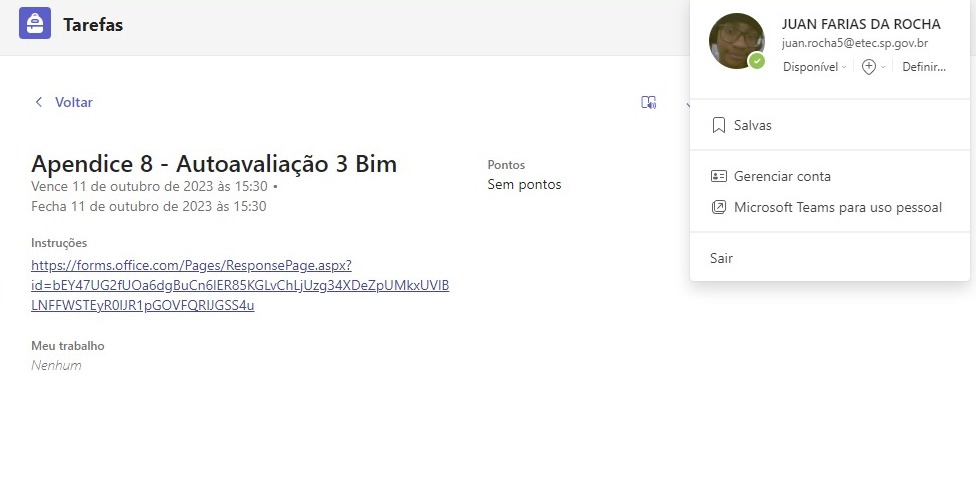 Tarefas
Voltar
Apendice 8 - Autoavaliação 3 Bim
Vence 11 de outubro de 2023 às 15:30 •
Fecha 11 de outubro de 2023 às 15:30
Instruções
https://forms.office.com/Pages/ResponsePage.aspx?
id=bEY47UG2fUOa6dgBuCn6IER85KGLvChLjUzg34XDeZpUMkxUVlB
LNFFWSTEyR0lJR1pGOVFQRlJGSS4u
Meu trabalho
Nenhum
Pontos
Sem pontos
JUAN FARIAS DA ROCHA
juan.rocha5@etec.sp.gov.br
Disponível
Definir...
Salvas
Gerenciar conta
Microsoft Teams para uso pessoal
Sair